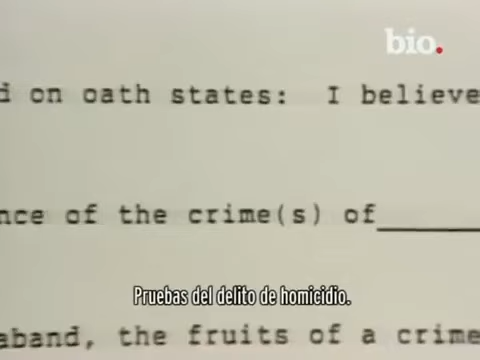 bio.
d on oath states: I believe
nce of the crime(s) of
Pruebas del delito de homicidio.
aband, the fruits of a crime